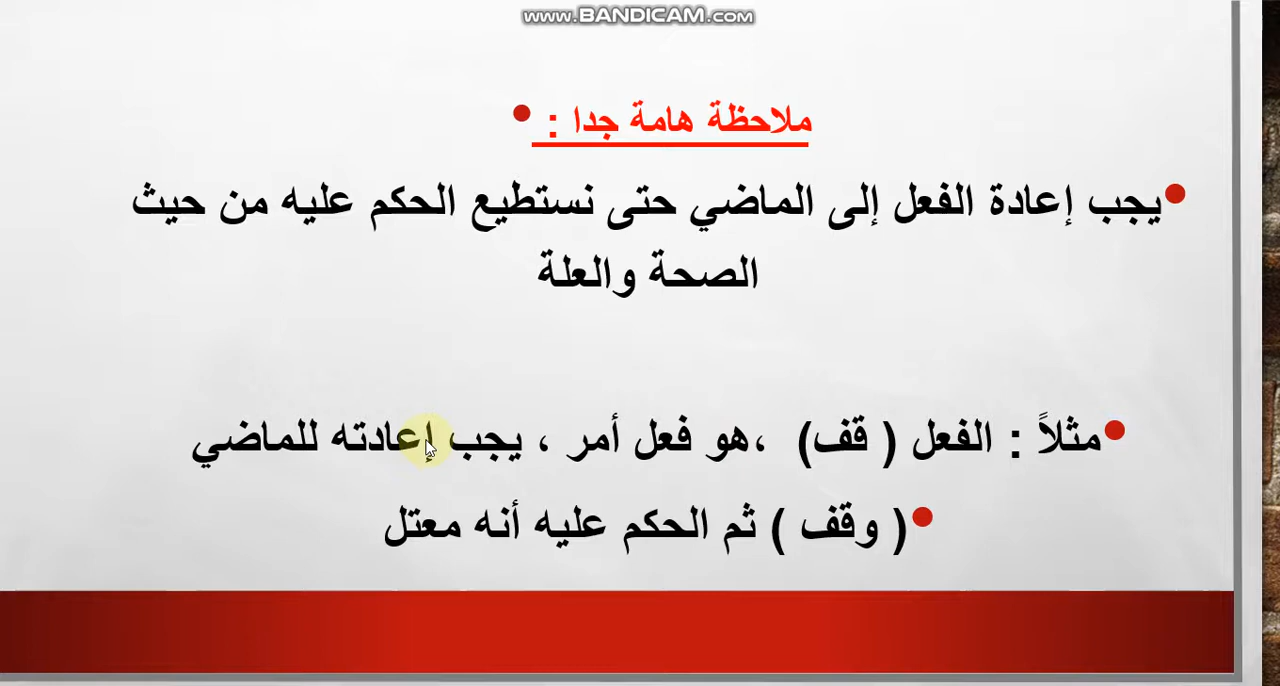 www.BANDICAM.com
ملاحظة هامة جدا :
يجب إعادة الفعل إلى الماضي حتى نستطيع الحكم عليه من حيث
الصحة والعلة
مثلاً : الفعل ( قف) ،هو فعل أمر ، يجب إعادته للماضي
( وقف ) ثم الحكم عليه أنه معتل